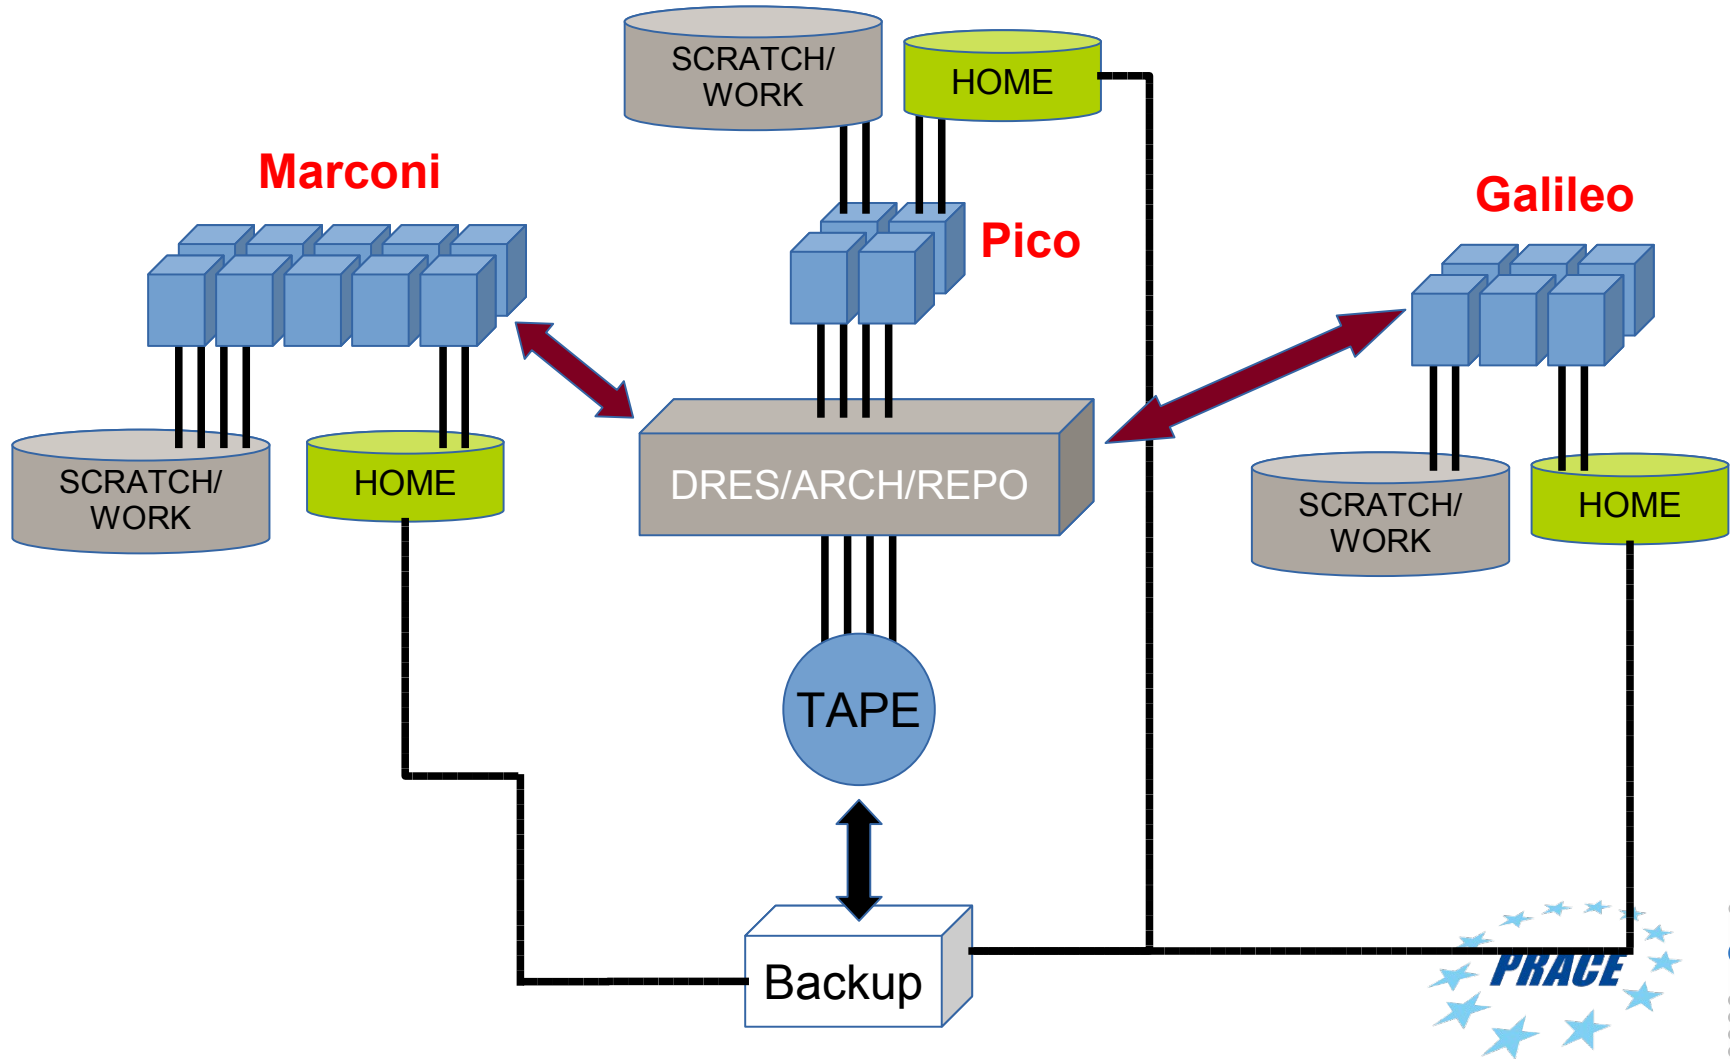 SCRATCH/
WORK
HOME
Marconi
Pico
Galileo
SCRATCH/
WORK
HOME
DRES/ARCH/REPO
SCRATCH/
WORK
HOME
TAPE
Backup
PRACE